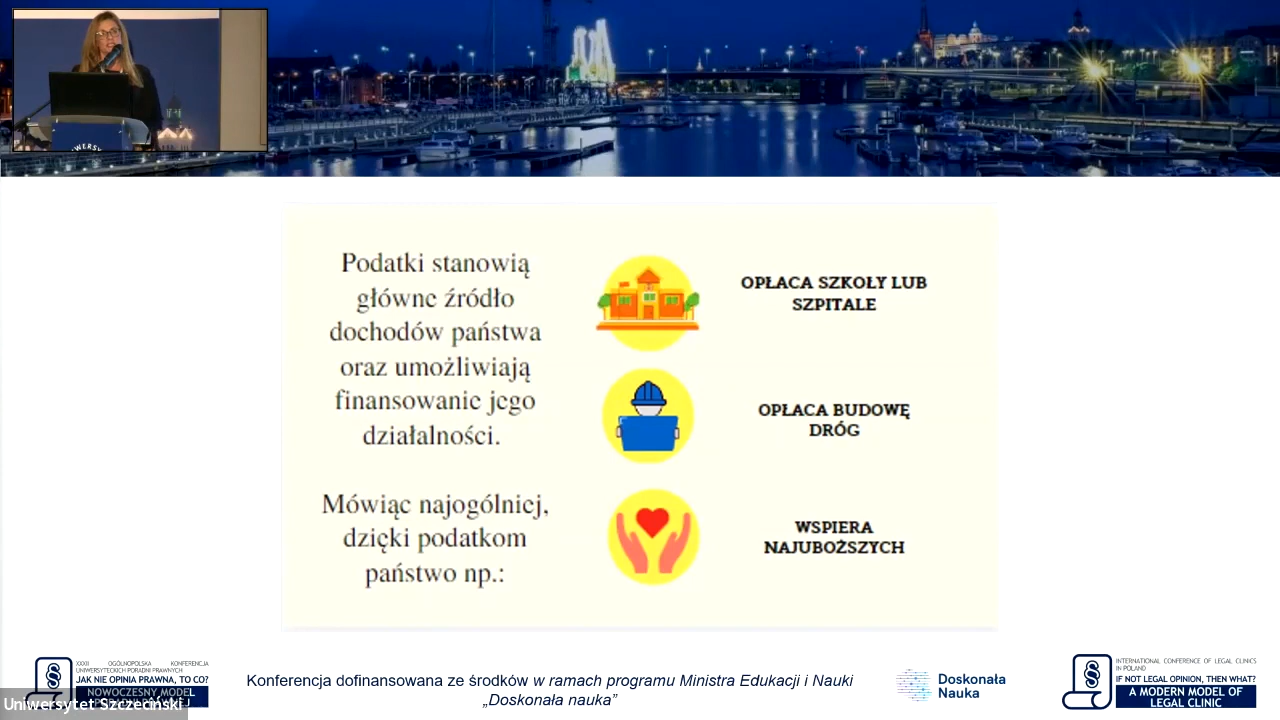 Podatki stanowią
główne źródło
dochodów państwa
oraz umożliwiają
finansowanie jego
działalności.
Mówiąc najogólniej,
dzięki podatkom
państwo np.:
OPŁACA SZKOŁY LUB
SZPITALE
OPŁACA BUDOWĘ
DRÓG
WSPIERA
NAJUBOŻSZYCH
XXXII OGÓLNOPOLSKA KONFERENCJA
UNIWERSYTECKICH PORADNI PRAWNYCH
JAK NIE OPINIA PRAWNA, TO CO?
NOWOCZESNY MODEL
Uniwersytet Szczeciński
Konferencja dofinansowana ze środków w ramach programu Ministra Edukacji i Nauki
„Doskonała nauka”
Doskonała
Nauka
INTERNATIONAL CONFERENCE OF LEGAL CLINICS
IN POLAND
IF NOT LEGAL OPINION, THEN WHAT?
A MODERN MODEL OF
LEGAL CLINIC